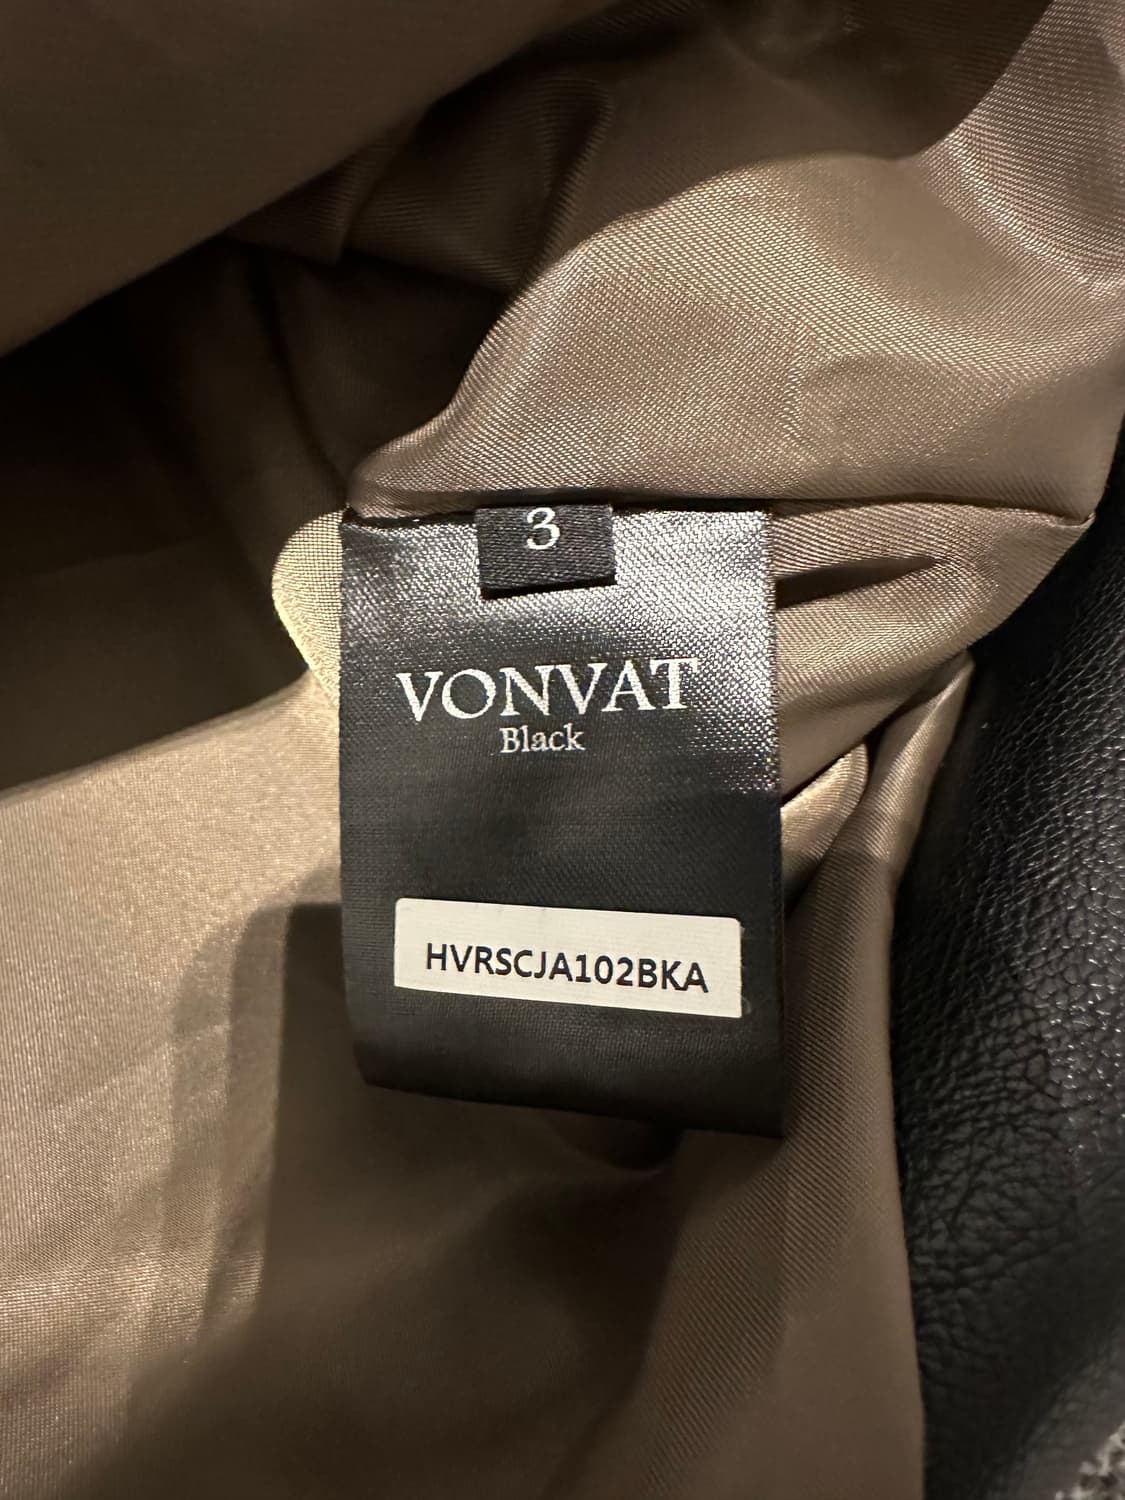 3
VONVAT
Black
HVRSCJA102BKA